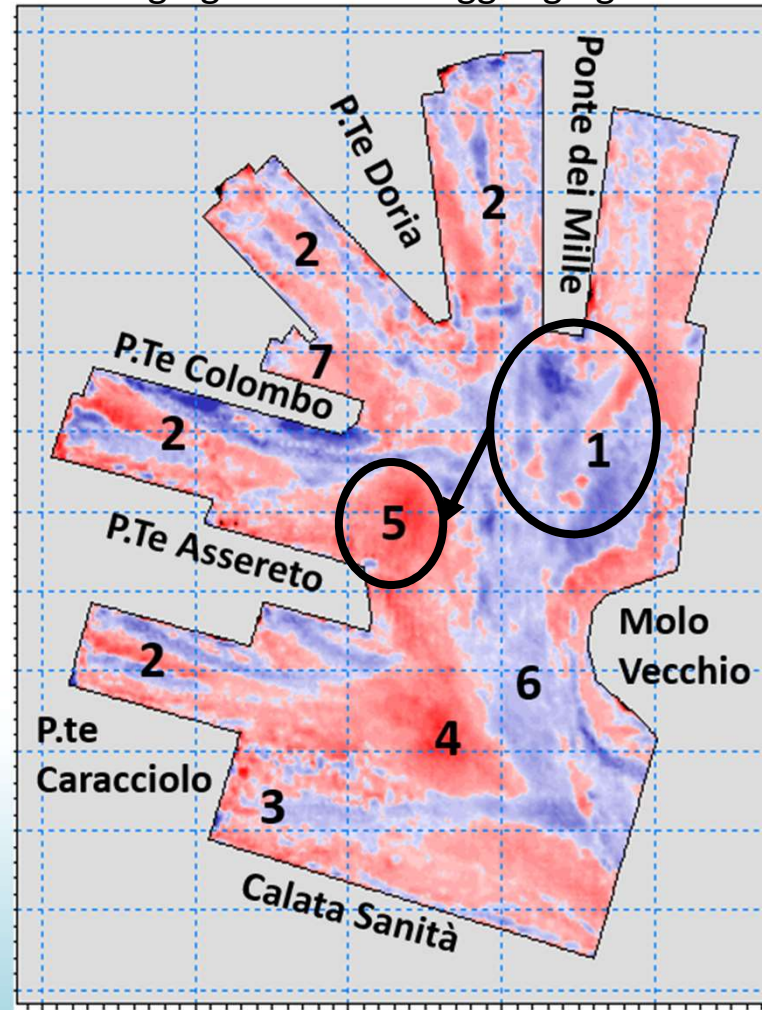 Ponte dei Mille
P.Te Doria
2
2
P.Te Colombo
7
2
1
5
P.Te Assereto
Molo
Vecchio
2
6
P.te
Caracciolo
4
3
Calata Sanità